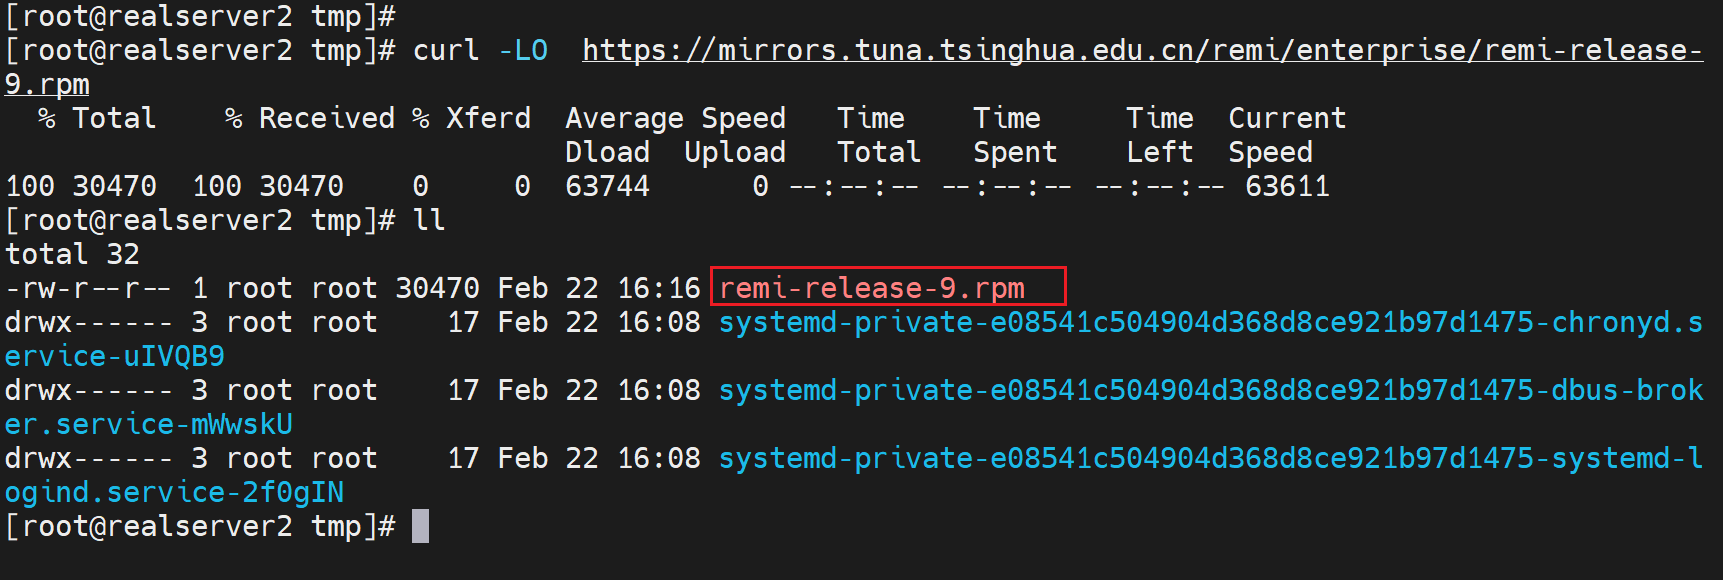 [root@realserver2 tmp]#
[root@realserver2 tmp]# curl -LO  https://mirrors.tuna.tsinghua.edu.cn/remi/enterprise/remi-release-
9.rpm
  % Total    % Received % Xferd  Average Speed   Time    Time     Time  Current
                                 Dload  Upload   Total   Spent    Left  Speed
100 30470  100 30470    0     0  63744      0 --:--:-- --:--:-- --:--:-- 63611
[root@realserver2 tmp]# ll
total 32
-rw-r--r-- 1 root root 30470 Feb 22 16:16 remi-release-9.rpm
drwx------ 3 root root    17 Feb 22 16:08 systemd-private-e08541c504904d368d8ce921b97d1475-chronyd.s
ervice-uIVQB9
drwx------ 3 root root    17 Feb 22 16:08 systemd-private-e08541c504904d368d8ce921b97d1475-dbus-brok
er.service-mWwskU
drwx------ 3 root root    17 Feb 22 16:08 systemd-private-e08541c504904d368d8ce921b97d1475-systemd-l
ogind.service-2f0gIN
[root@realserver2 tmp]#